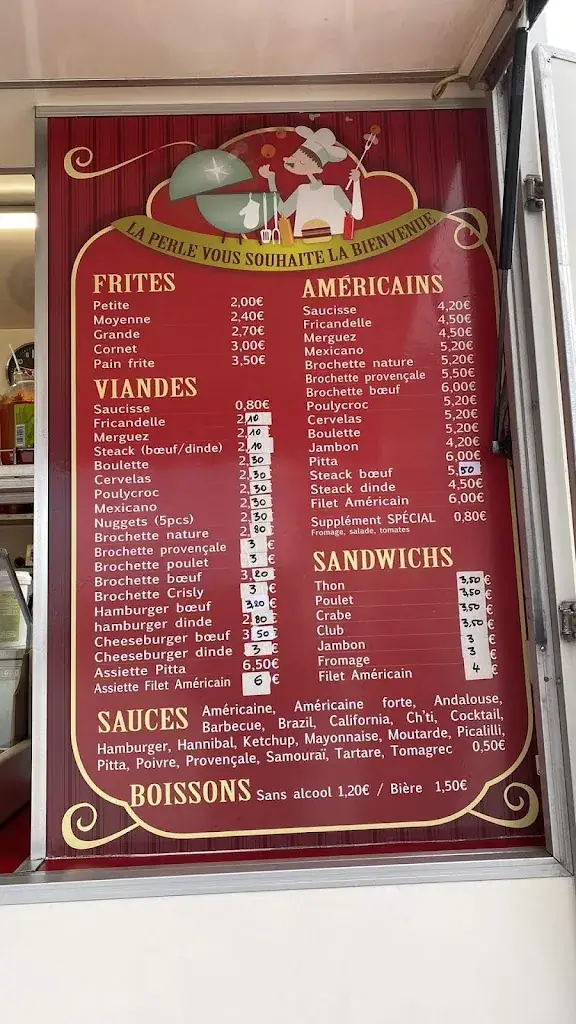 LA PERLE VOUS SOUHAITE LA BIENVENUE
FRITES
Petite 2,00€
Moyenne 2,40€
Grande 2,70€
Cornet 3,00€
Pain frite 3,50€
VIANDES
Saucisse 0,80€
Fricandelle 2,10€
Merguez 2,10€
Steack (bœuf/dinde) 2,10€
Boulette 2,30€
Cervelas 2,30€
Poulycroc 2,30€
Mexicano 2,30€
Nuggets (5pcs) 2,30€
Brochette nature 2,80€
Brochette provençale 3€
Brochette poulet 3€
Brochette bœuf 3,20€
Brochette Crisly 3€
Hamburger bœuf 3,20€
hamburger dinde 2,80€
Cheeseburger bœuf 3,50€
Cheeseburger dinde 3€
Assiette Pitta 6,50€
Assiette Filet Américain 6€
AMÉRICAINS
Saucisse 4,20€
Fricandelle 4,50€
Merguez 4,50€
Mexicano 5,20€
Brochette nature 5,20€
Brochette provençale 5,50€
Brochette bœuf 6,00€
Poulycroc 5,20€
Cervelas 5,20€
Boulette 5,20€
Jambon 4,20€
Pitta 6,00€
Steack bœuf 5,50€
Steack dinde 4,50€
Filet Américain 6,00€
Supplément SPÉCIAL 0,80€
Fromage, salade, tomates
SANDWICHS
Thon 3,50€
Poulet 3,50€
Crabe 3,50€
Club 3,50€
Jambon 3€
Fromage 3€
Filet Américain 4€
SAUCES Américaine, Américaine forte, Andalouse,
Barbecue, Brazil, California, Ch'ti, Cocktail,
Hamburger, Hannibal, Ketchup, Mayonnaise, Moutarde, Picalilli,
Pitta, Poivre, Provençale, Samouraï, Tartare, Tomagrec 0,50€
BOISSONS Sans alcool 1,20€ / Bière 1,50€